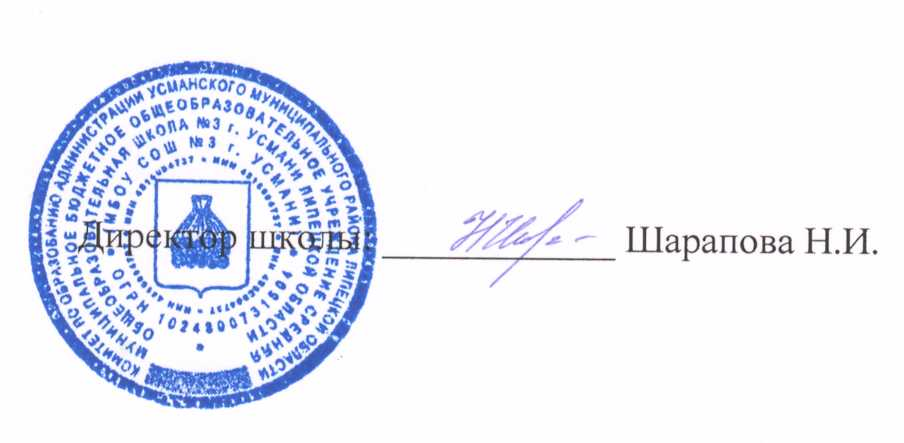 Директор школы: Шарапова Н.И.
КОМИТЕТ ПО ОБРАЗОВАНИЮ АДМИНИСТРАЦИИ УСМАНСКОГО МУНИЦИПАЛЬНОГО РАЙОНА ЛИПЕЦКОЙ ОБЛАСТИ
МУНИЦИПАЛЬНОЕ БЮДЖЕТНОЕ ОБЩЕОБРАЗОВАТЕЛЬНОЕ УЧРЕЖДЕНИЕ СРЕДНЯЯ
ОБЩЕОБРАЗОВАТЕЛЬНАЯ ШКОЛА №3 г. УСМАНИ ЛИПЕЦКОЙ ОБЛАСТИ
МБОУ СОШ №3 г. УСМАНИ
ОГРН 1024800731504